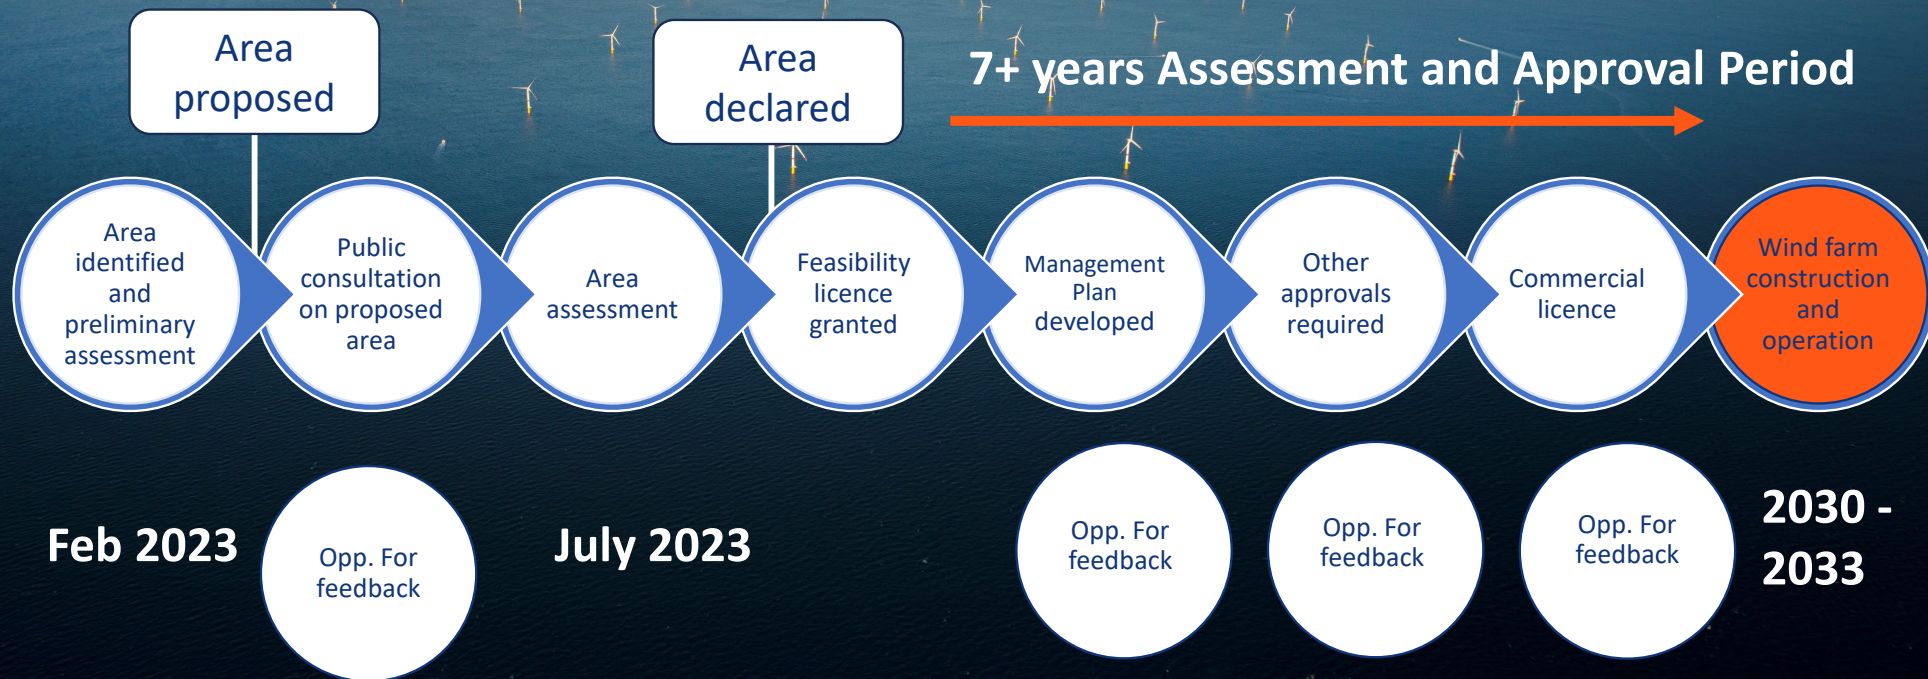 Area
proposed
Area
declared
7+ years Assessment and Approval Period
Area
identified
and
preliminary
assessment
Public
consultation
on proposed
area
Area
assessment
Feasibility
licence
granted
Management
Plan
developed
Other
approvals
required
Commercial
licence
Wind farm
construction
and
operation
Feb 2023
Opp. For
feedback
July 2023
Opp. For
feedback
Opp. For
feedback
Opp. For
feedback
2030 -
2033